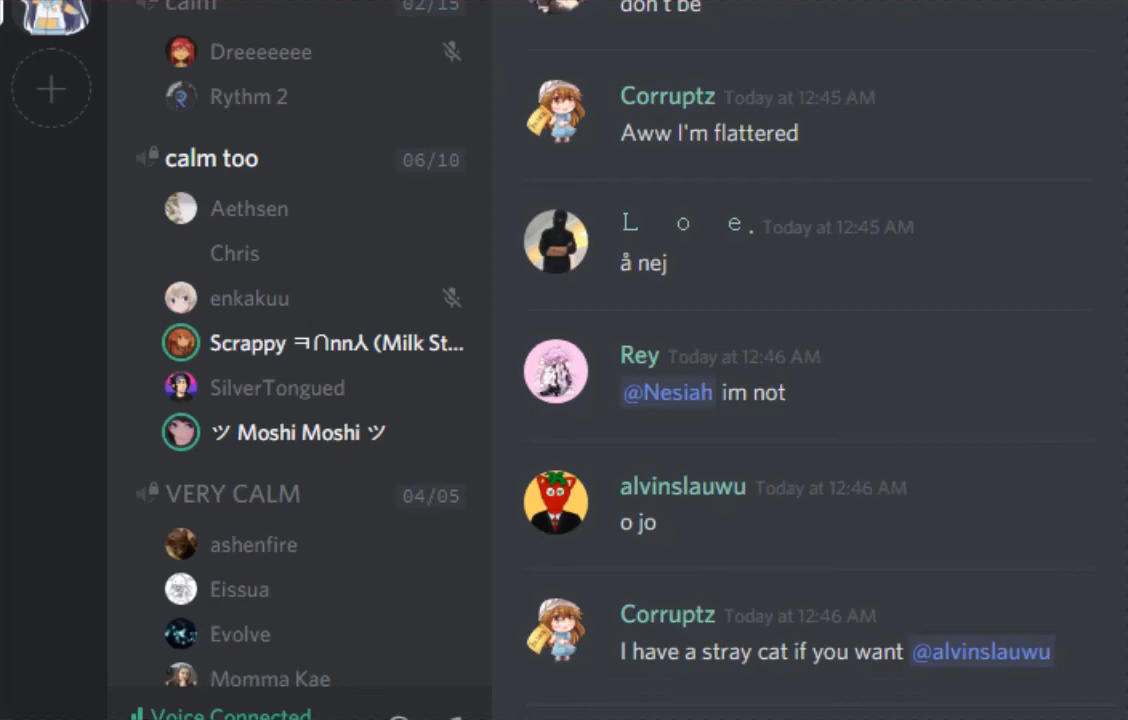 calm 02/15
Dreeeeeee
Rythm 2
calm too 06/10
Aethsen
Chris
enkakuu
Scrappy ヨ∩nn人 (Milk St...
SilverTongued
ツ Moshi Moshi ツ
VERY CALM 04/05
ashenfire
Eissua
Evolve
Momma Kae
Voice Connected
don't be
Corruptz Today at 12:45 AM
Aww I'm flattered
L o e. Today at 12:45 AM
å nej
Rey Today at 12:46 AM
@Nesiah im not
alvinslauwu Today at 12:46 AM
o jo
Corruptz Today at 12:46 AM
I have a stray cat if you want @alvinslauwu